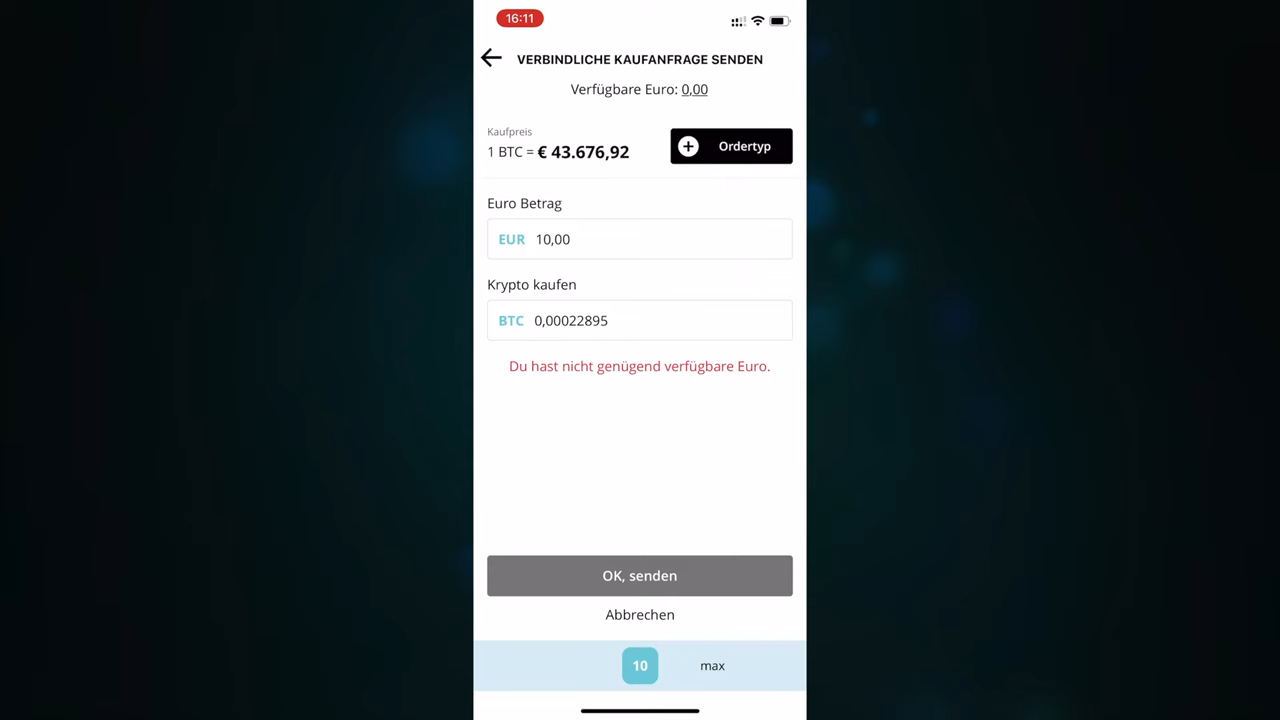 16:11
VERBINDLICHE KAUFANFRAGE SENDEN
Verfügbare Euro: 0,00
Kaufpreis
1 BTC = € 43.676,92
Ordertyp
Euro Betrag
EUR 10,00
Krypto kaufen
BTC 0,00022895
Du hast nicht genügend verfügbare Euro.
OK, senden
Abbrechen
10 max